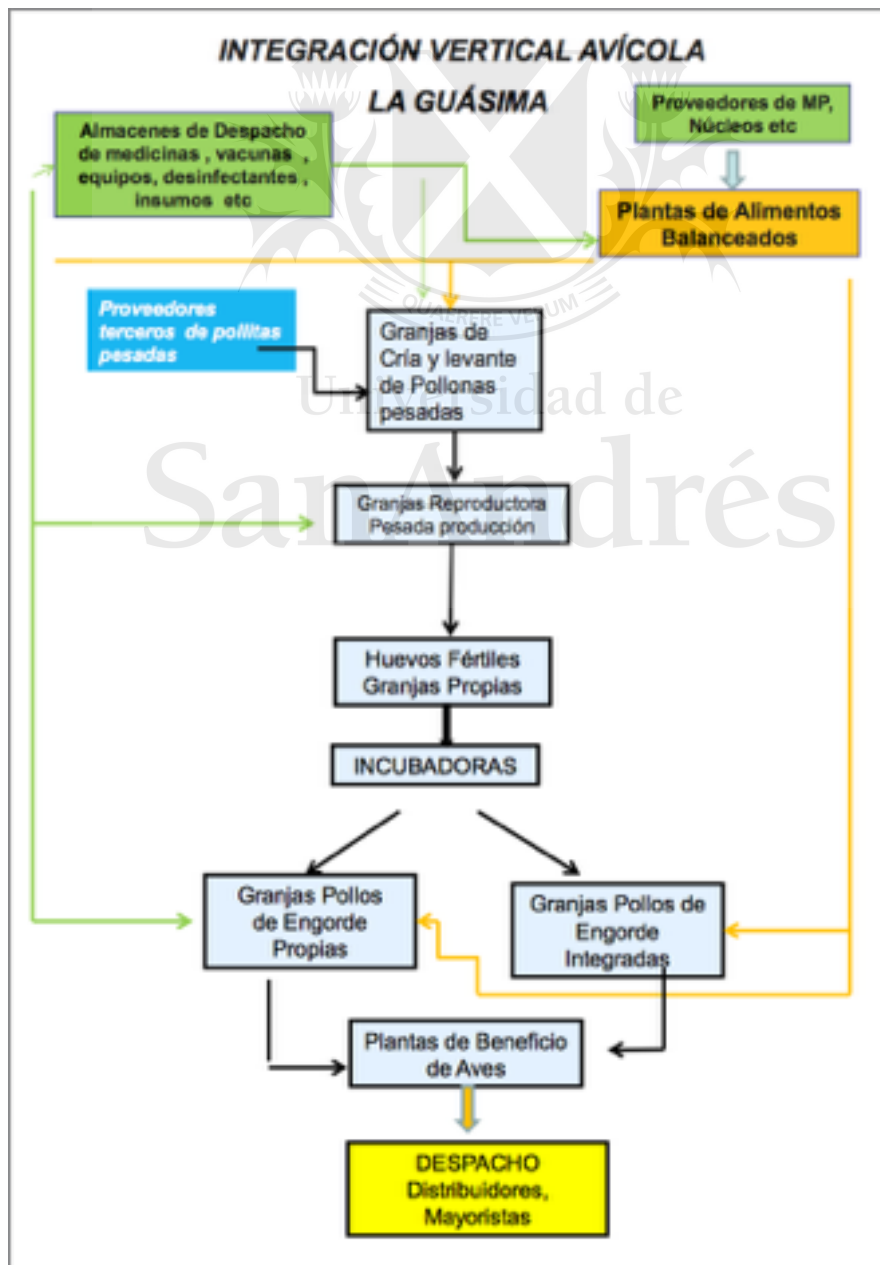 INTEGRACIÓN VERTICAL AVÍCOLA
LA GUÁSIMA
Proveedores de MP,
Núcleos etc
Almacenes de Despacho
de medicinas , vacunas ,
equipos, desinfectantes ,
insumos etc
Plantas de Alimentos
Balanceados
Proveedores
terceros de pollitas
pesadas
QUAERERE VERUM
Granjas de
Cría y levante
de Pollonas
pesadas
Universidad de
SanAndrés
Granjas Reproductora
Pesada producción
Huevos Fértiles
Granjas Propias
INCUBADORAS
Granjas Pollos
de Engorde
Propias
Granjas Pollos de
Engorde
Integradas
Plantas de Beneficio
de Aves
DESPACHO
Distribuidores,
Mayoristas